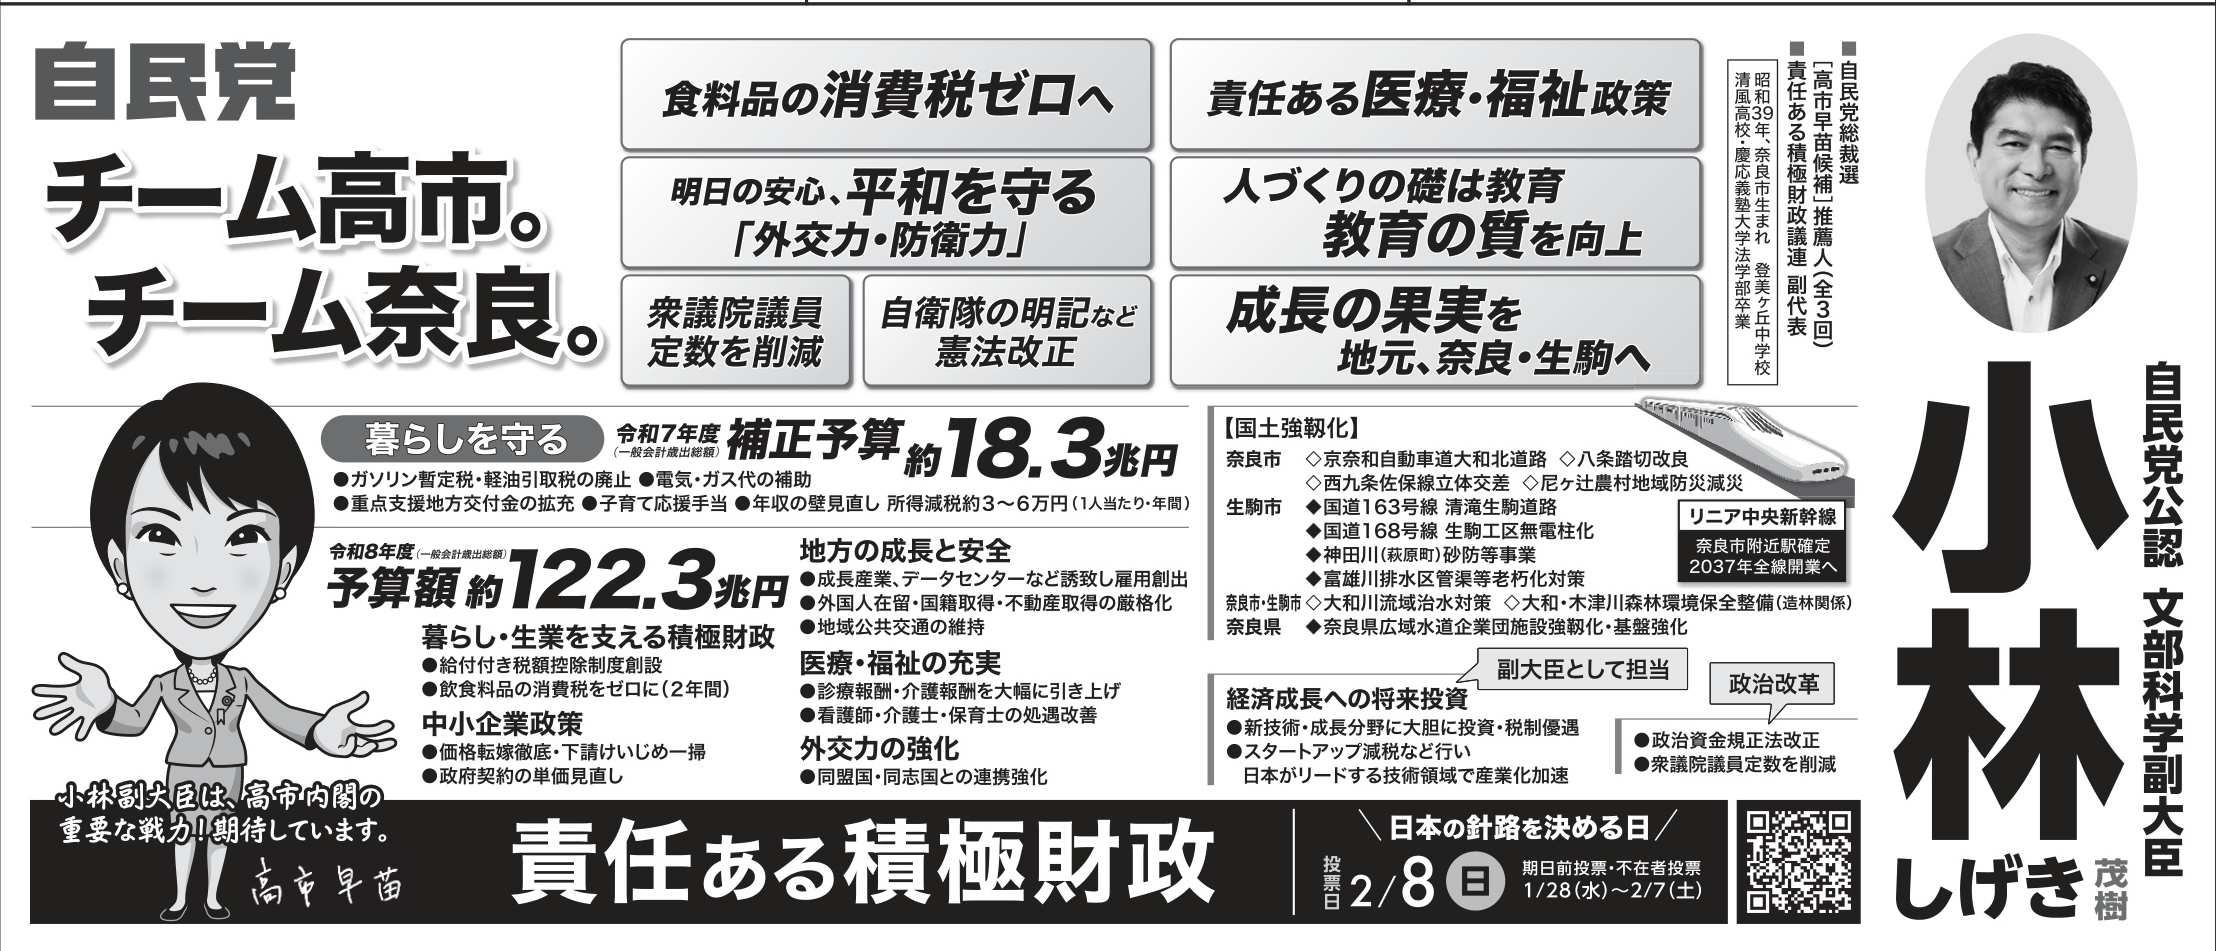 自民党
チーム高市。
チーム奈良。
食料品の消費税ゼロへ
明日の安心、平和を守る
「外交力・防衛力」
衆議院議員
定数を削減
自衛隊の明記など
憲法改正
責任ある医療・福祉政策
人づくりの礎は教育
教育の質を向上
成長の果実を
地元、奈良・生駒へ
■自民党総裁選
［高市早苗候補］推薦人（全3回）
■責任ある積極財政議連 副代表
昭和39年、奈良市生まれ 登美ヶ丘中学校
清風高校・慶応義塾大学法学部卒業
自民党公認 文部科学副大臣
小林しげき
茂樹
暮らしを守る
令和7年度
（一般会計歳出総額）
補正予算 約18.3兆円
●ガソリン暫定税・軽油引取税の廃止 ●電気・ガス代の補助
●重点支援地方交付金の拡充 ●子育て応援手当 ●年収の壁見直し 所得減税約3〜6万円（1人当たり・年間）
令和8年度（一般会計歳出総額）
予算額 約122.3兆円
暮らし・生業を支える積極財政
●給付付き税額控除制度創設
●飲食料品の消費税をゼロに（2年間）
中小企業政策
●価格転嫁徹底・下請けいじめ一掃
●政府契約の単価見直し
地方の成長と安全
●成長産業、データセンターなど誘致し雇用創出
●外国人在留・国籍取得・不動産取得の厳格化
●地域公共交通の維持
医療・福祉の充実
●診療報酬・介護報酬を大幅に引き上げ
●看護師・介護士・保育士の処遇改善
外交力の強化
●同盟国・同志国との連携強化
【国土強靱化】
奈良市 ◇京奈和自動車道大和北道路 ◇八条踏切改良
◇西九条佐保線立体交差 ◇尼ヶ辻農村地域防災減災
生駒市 ◆国道163号線 清滝生駒道路
◆国道168号線 生駒工区無電柱化
◆神田川（萩原町）砂防等事業
◆富雄川排水区管渠等老朽化対策
奈良市・生駒市 ◇大和川流域治水対策 ◇大和・木津川森林環境保全整備（造林関係）
奈良県 ◆奈良県広域水道企業団施設強靱化・基盤強化
リニア中央新幹線
奈良市附近駅確定
2037年全線開業へ
副大臣として担当
経済成長への将来投資
●新技術・成長分野に大胆に投資・税制優遇
●スタートアップ減税など行い
日本がリードする技術領域で産業化加速
政治改革
●政治資金規正法改正
●衆議院議員定数を削減
小林副大臣は、高市内閣の
重要な戦力！期待しています。
高市早苗
責任ある積極財政
＼日本の針路を決める日／
投票日 2/8 日
期日前投票・不在者投票
1/28（水）〜2/7（土）